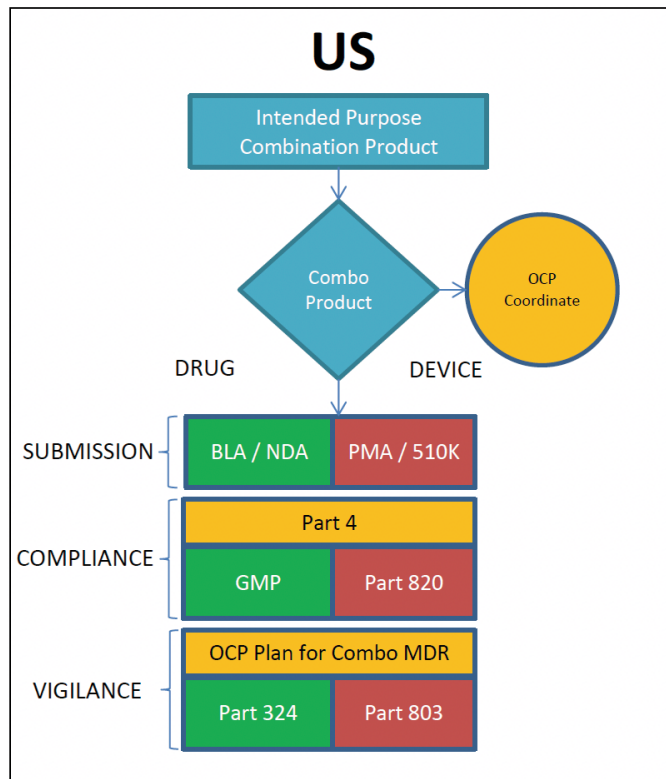 US
Intended Purpose
Combination Product
Combo
Product
OCP
Coordinate
DRUG
DEVICE
SUBMISSION
BLA / NDA
PMA / 510K
Part 4
COMPLIANCE
GMP
Part 820
OCP Plan for Combo MDR
VIGILANCE
Part 324
Part 803